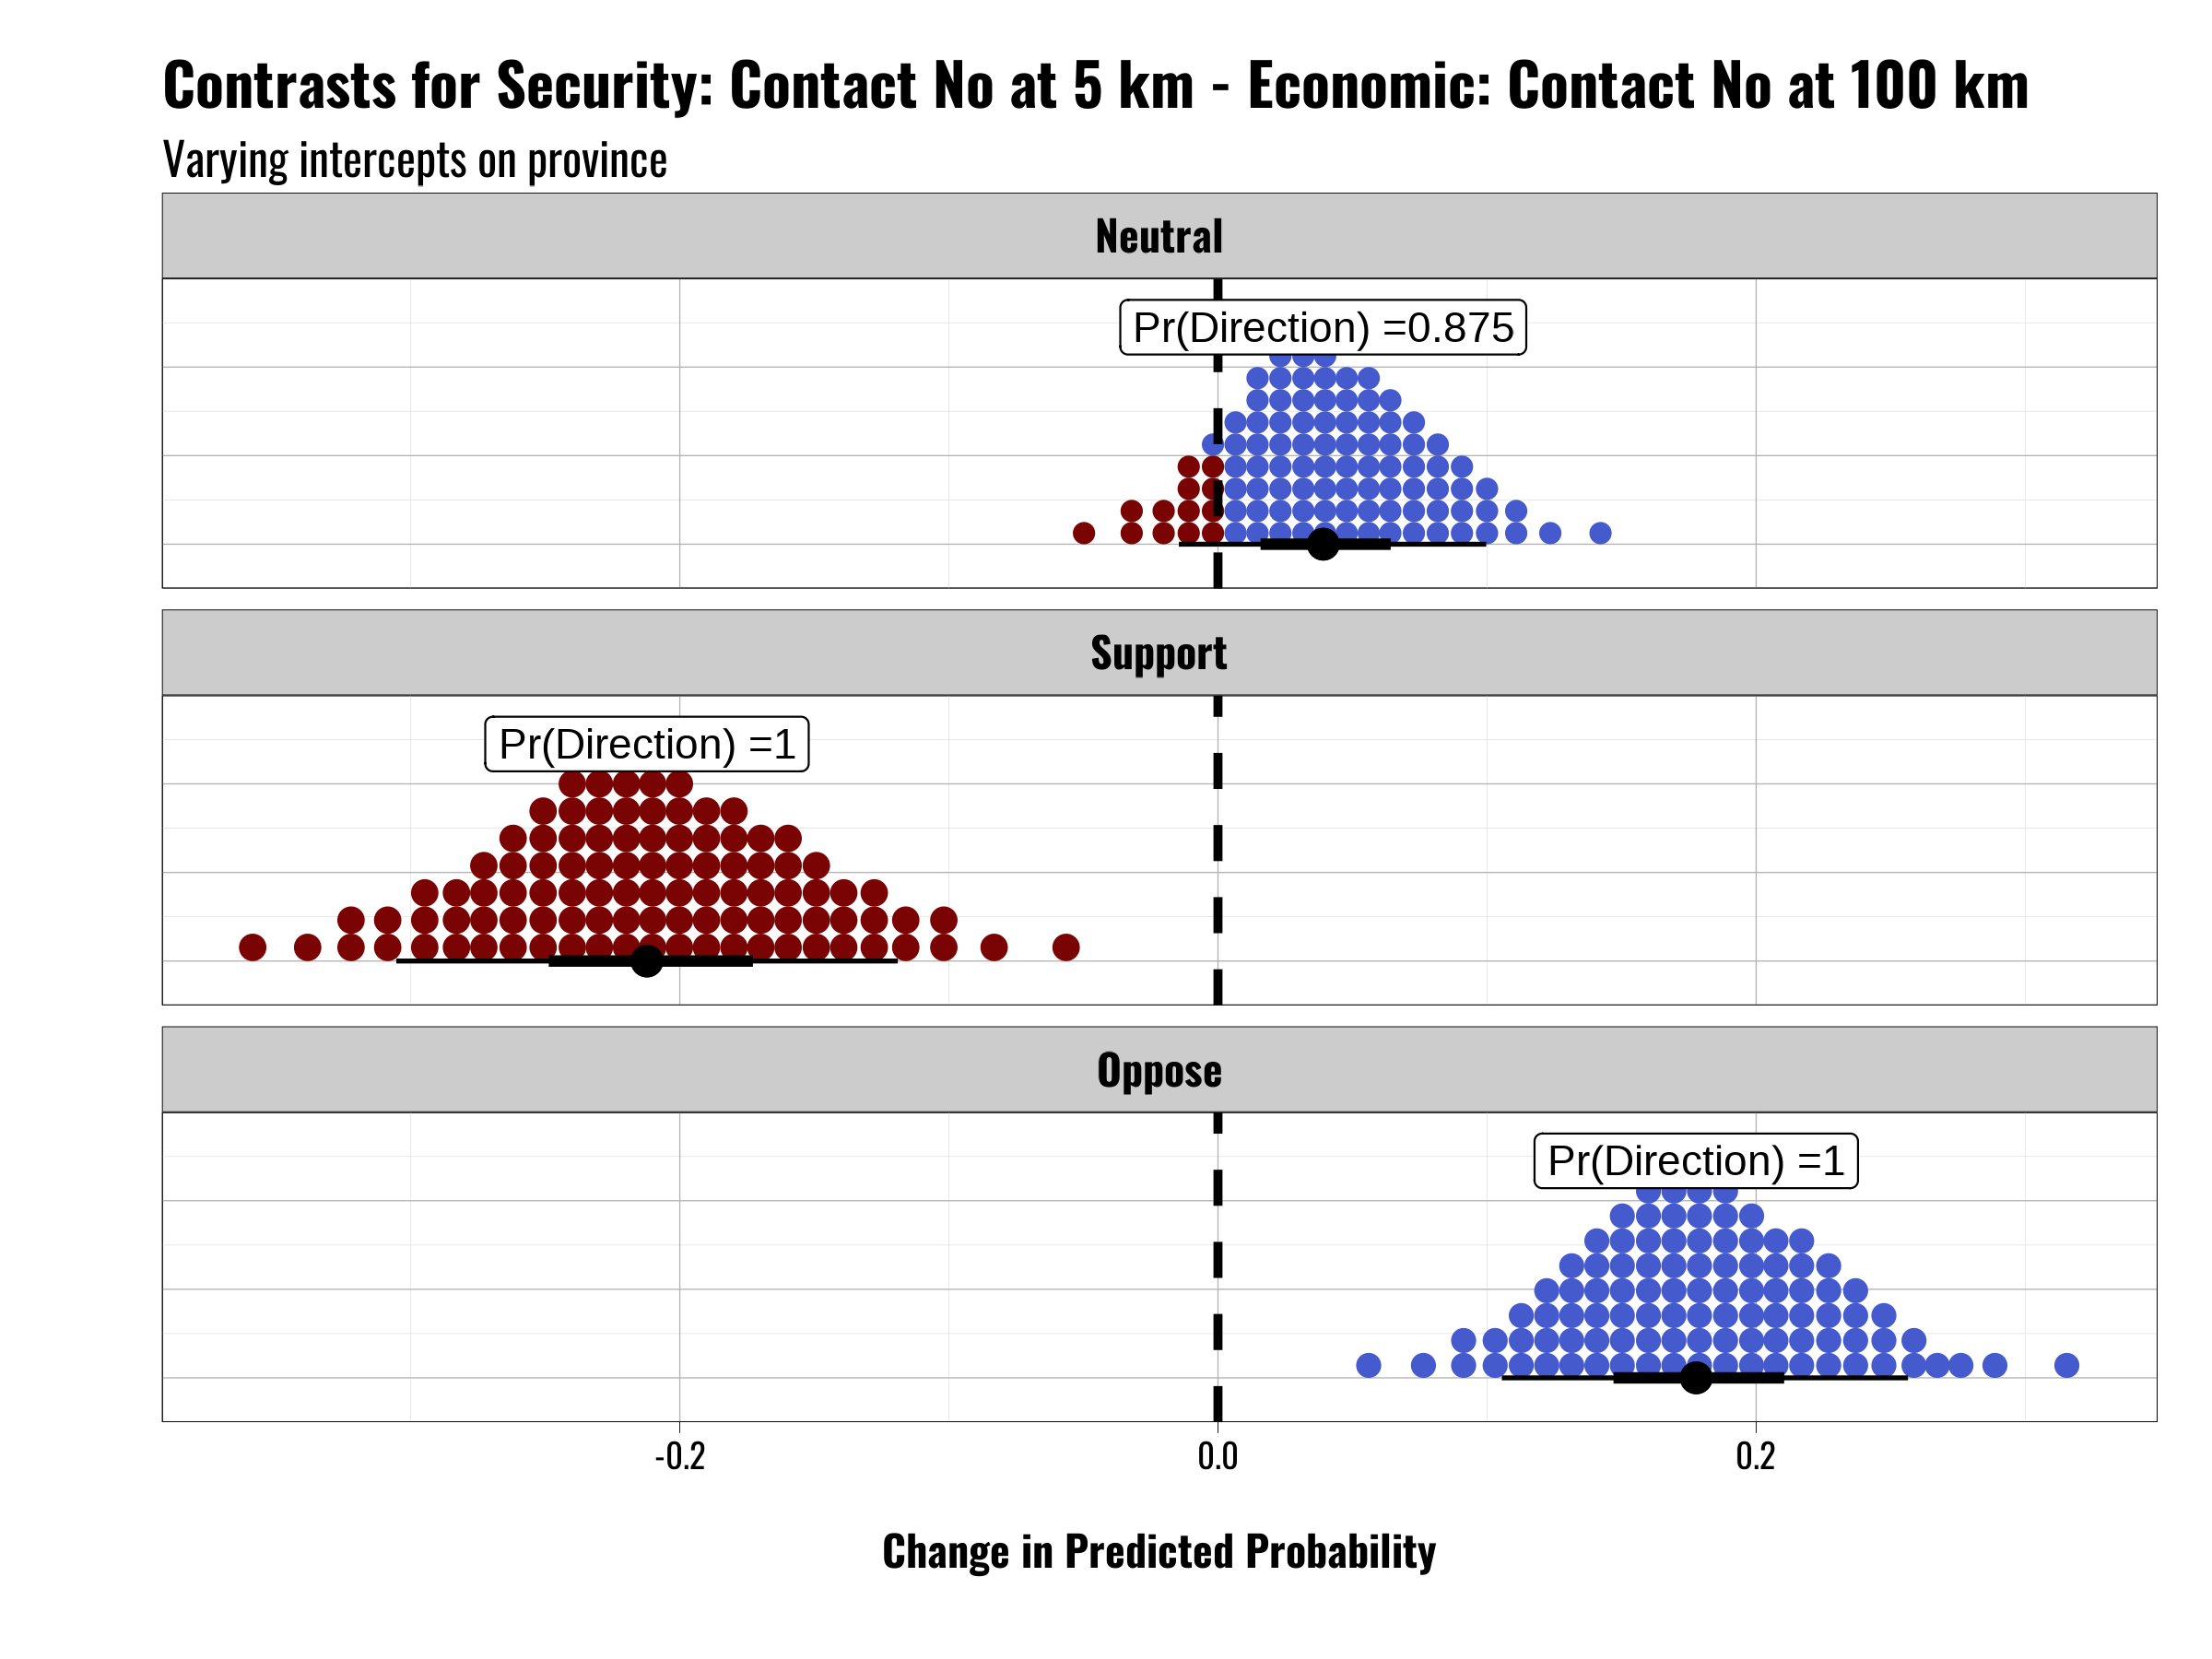 Contrasts for Security: Contact No at 5 km - Economic: Contact No at 100 km
Varying intercepts on province
Neutral
Pr(Direction) =0.875
Support
Pr(Direction) =1
Oppose
Pr(Direction) =1
-0.2 0.0 0.2
Change in Predicted Probability